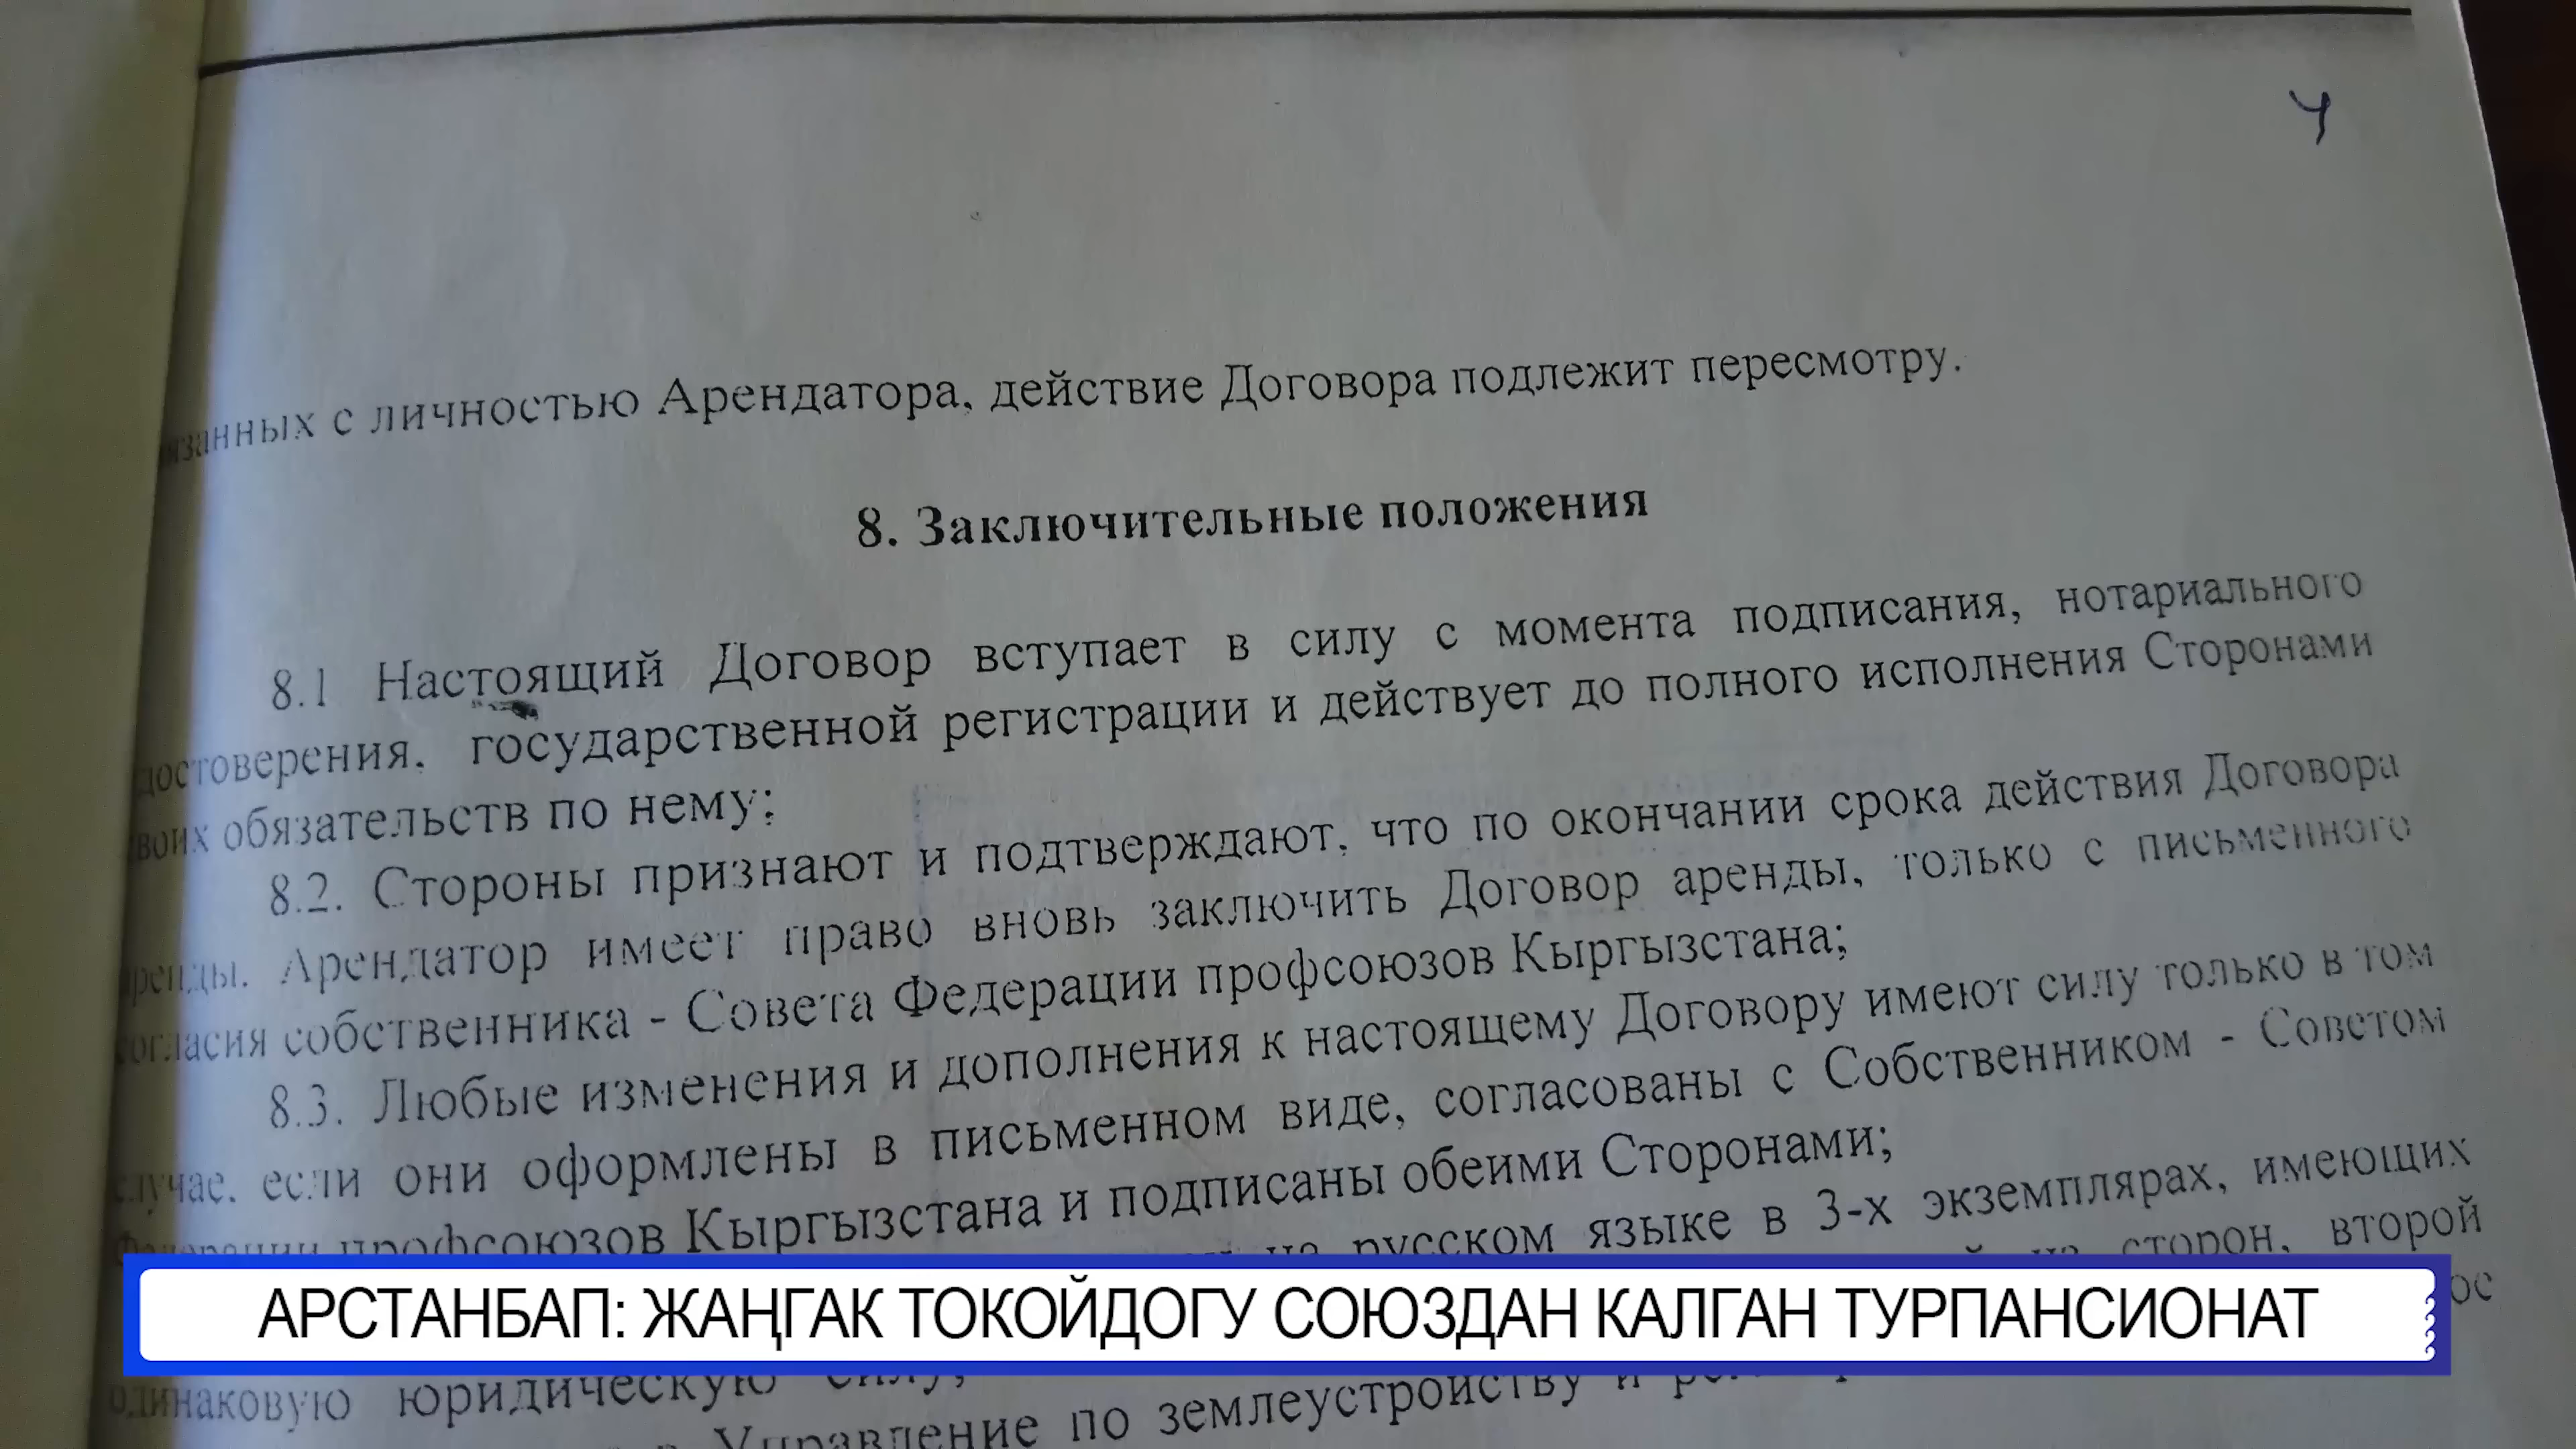 4
с личностью Арендатора, действие Договора подлежит пересмотру.
8. Заключительные положения
8.1 Настоящий Договор вступает в силу с момента подписания, нотариального
государственной регистрации и действует до полного исполнения Сторонами
обязательств по нему;
8.2. Стороны признают и подтверждают, что по окончании срока действия Договора
Арендатор имеет право вновь заключить Договор аренды, только с письменного
согласия собственника - Совета Федерации профсоюзов Кыргызстана;
8.3. Любые изменения и дополнения к настоящему Договору имеют силу только в том
случае, если они оформлены в письменном виде, согласованы с Собственником - Советом
Федерации профсоюзов Кыргызстана и подписаны обеими Сторонами;
на русском языке в 3-х экземплярах, имеющих
сторон, второй
АРСТАНБАП: ЖАҢГАК ТОКОЙДОГУ СОЮЗДАН КАЛГАН ТУРПАНСИОНАТ
одинаковую юридическую силу;
Управление по землеустройству и